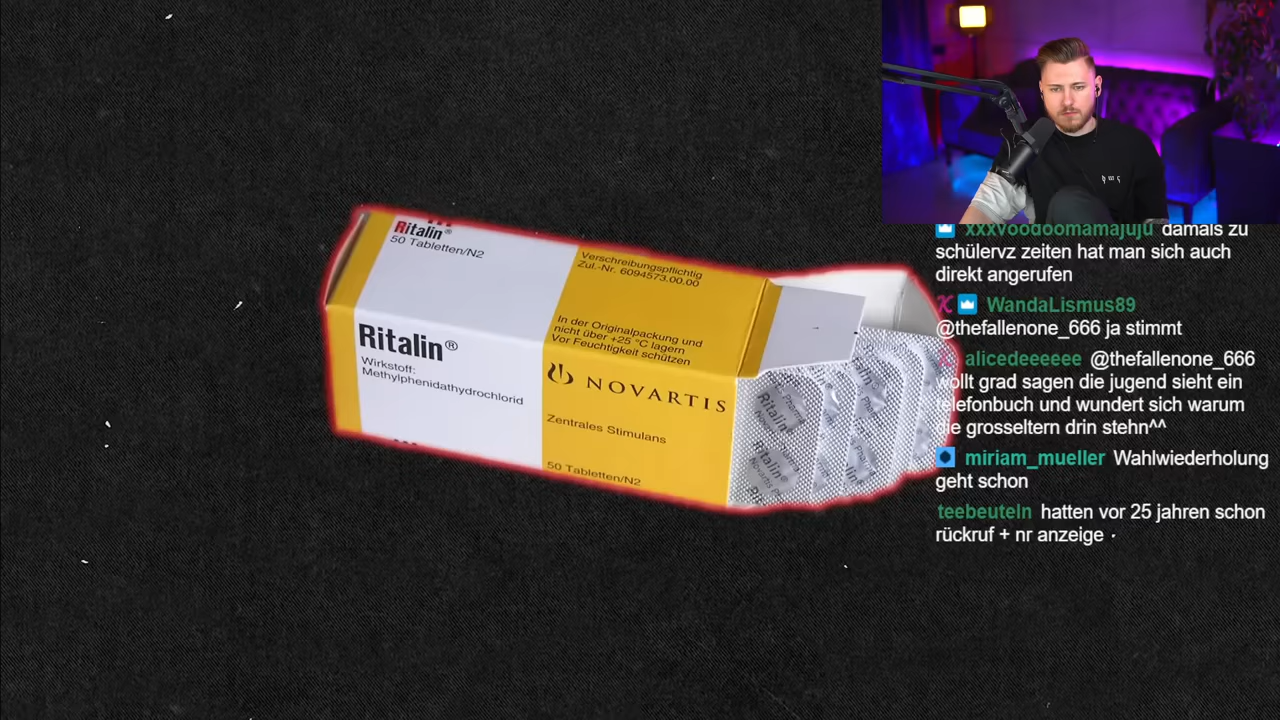 Ritalin®
50 Tabletten/N2
Verschreibungspflichtig
Zul.-Nr. 6094573.00.00
In der Originalpackung und
nicht über +25 °C lagern
Vor Feuchtigkeit schützen
Ritalin®
Wirkstoff:
Methylphenidathydrochlorid
NOVARTIS
Zentrales Stimulans
50 Tabletten/N2
Ritalin®
Ritalin®
xxxvoodoomamajuju damals zu
schülervz zeiten hat man sich auch
direkt angerufen
WandaLismus89
@thefallenone_666 ja stimmt
alicedeeeeee @thefallenone_666
wollt grad sagen die jugend sieht ein
telefonbuch und wundert sich warum
die grosseltern drin stehn^^
miriam_mueller Wahlwiederholung
geht schon
teebeuteln hatten vor 25 jahren schon
rückruf + nr anzeige